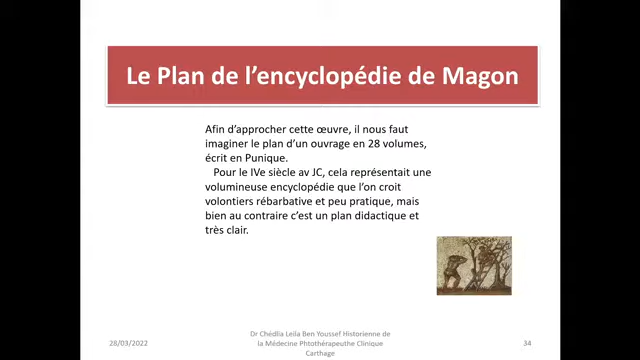 Le Plan de l'encyclopédie de Magon
Afin d'approcher cette œuvre, il nous faut
imaginer le plan d'un ouvrage en 28 volumes,
écrit en Punique.
Pour le IVe siècle av JC, cela représentait une
volumineuse encyclopédie que l'on croit
volontiers rébarbative et peu pratique, mais
bien au contraire c'est un plan didactique et
très clair.
28/03/2022
Dr Chédlia Leila Ben Youssef Historienne de
la Médecine Phtothérapeuthe Clinique
Carthage
34